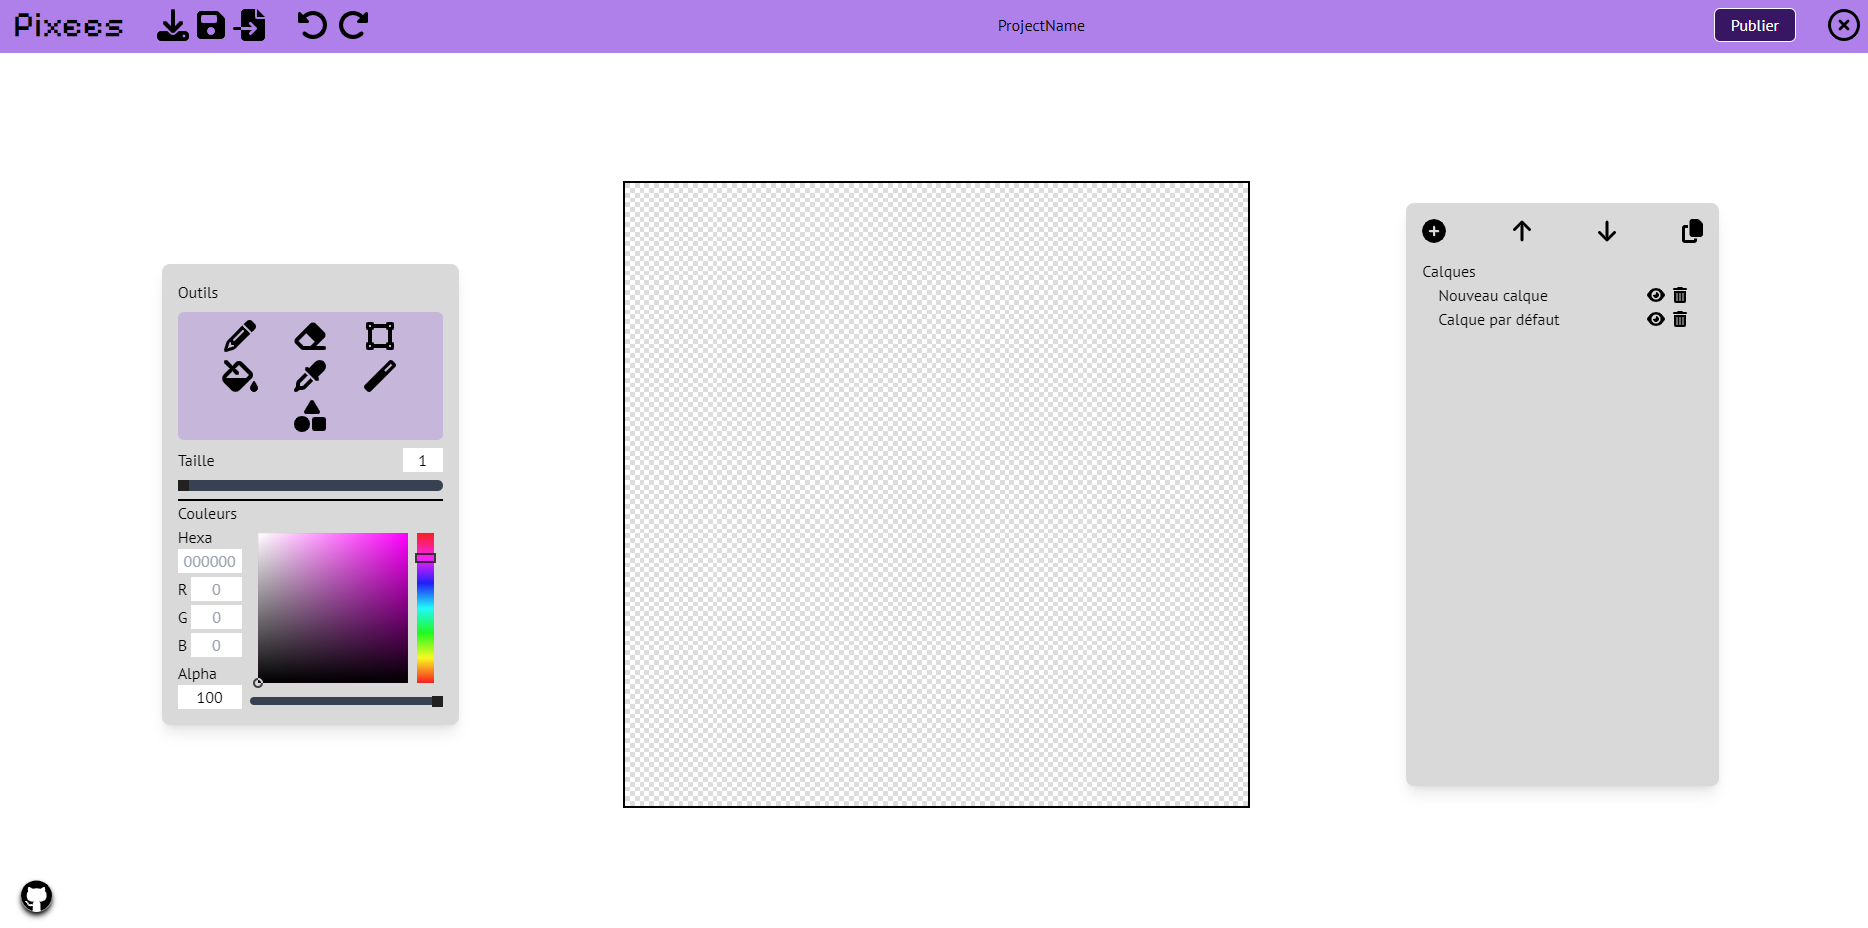 Pixees
ProjectName
Publier
Outils
Taille 1
Couleurs
Hexa
000000
R 0
G 0
B 0
Alpha
100
Calques
Nouveau calque
Calque par défaut